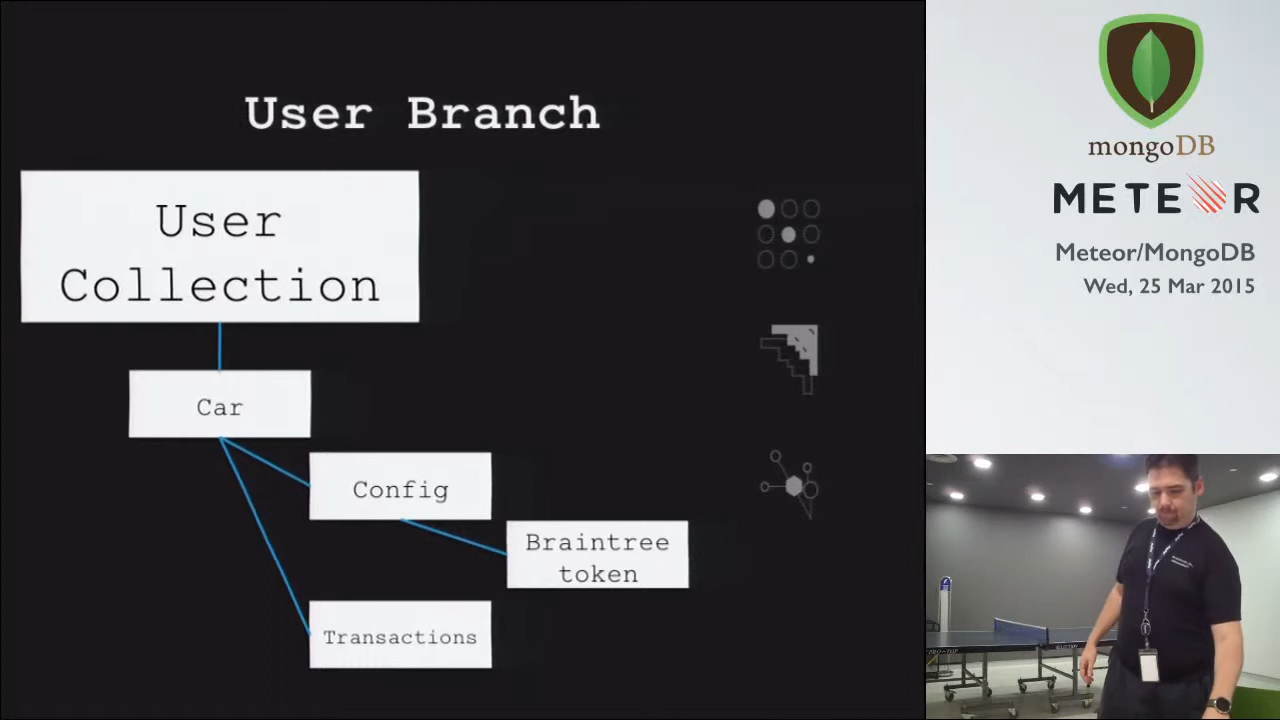 User Branch
User
Collection
Car
Config
Braintree
token
Transactions
mongoDB
METEOR
Meteor/MongoDB
Wed, 25 Mar 2015